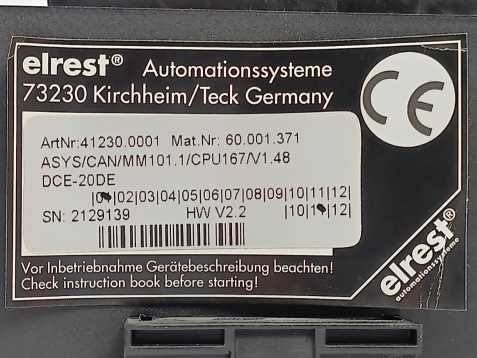 elrest® Automationssysteme
73230 Kirchheim/Teck Germany
CE
ArtNr:41230.0001 Mat.Nr: 60.001.371
ASYS/CAN/MM101.1/CPU167/V1.48
DCE-20DE
|02|03|04|05|06|07|08|09|10|11|12|
SN: 2129139 HW V2.2 |10| |12|
Vor Inbetriebnahme Gerätebeschreibung beachten!
Check instruction book before starting!
elrest®
automationssysteme